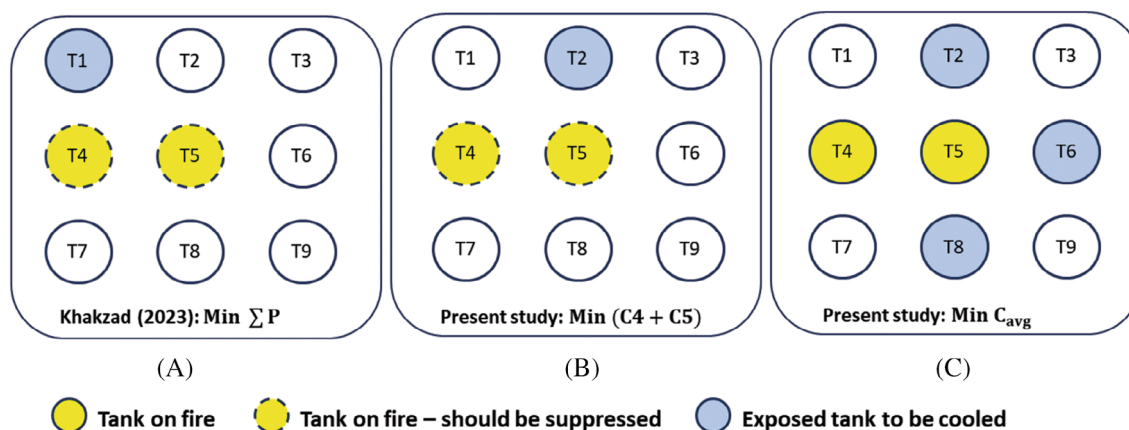 T1 T2 T3
T4 T5 T6
T7 T8 T9
Khakzad (2023): Min ∑ P
(A)
T1 T2 T3
T4 T5 T6
T7 T8 T9
Present study: Min (C4 + C5)
(B)
T1 T2 T3
T4 T5 T6
T7 T8 T9
Present study: Min Cavg
(C)
Tank on fire
Tank on fire – should be suppressed
Exposed tank to be cooled